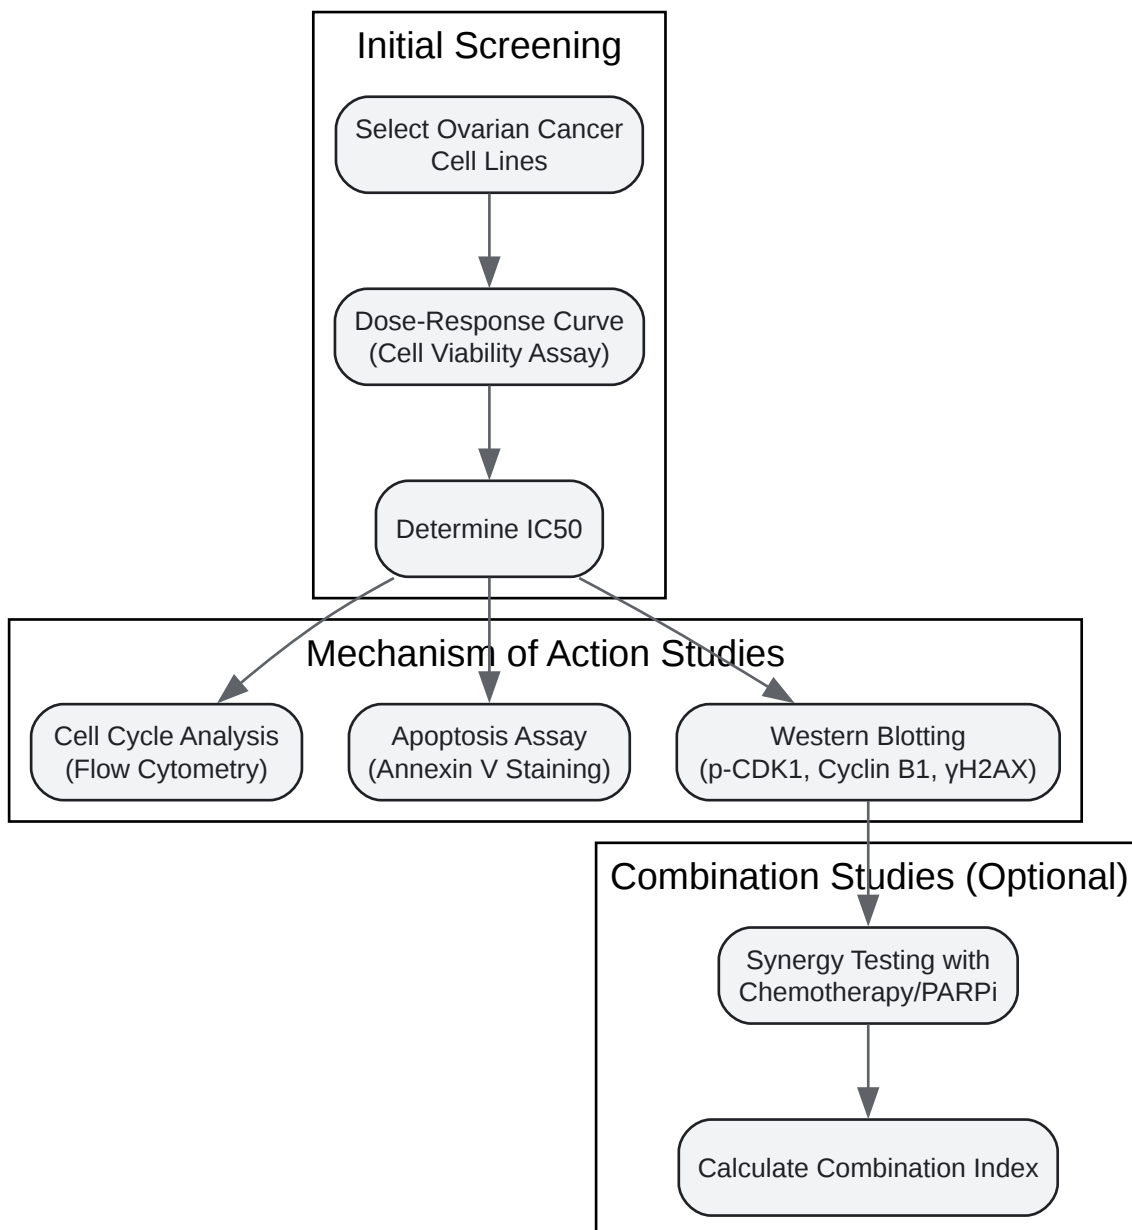 Initial Screening
Select Ovarian Cancer
Cell Lines
Dose-Response Curve
(Cell Viability Assay)
Determine IC50
Mechanism of Action Studies
Cell Cycle Analysis
(Flow Cytometry)
Apoptosis Assay
(Annexin V Staining)
Western Blotting
(p-CDK1, Cyclin B1, γH2AX)
Combination Studies (Optional)
Synergy Testing with
Chemotherapy/PARPi
Calculate Combination Index